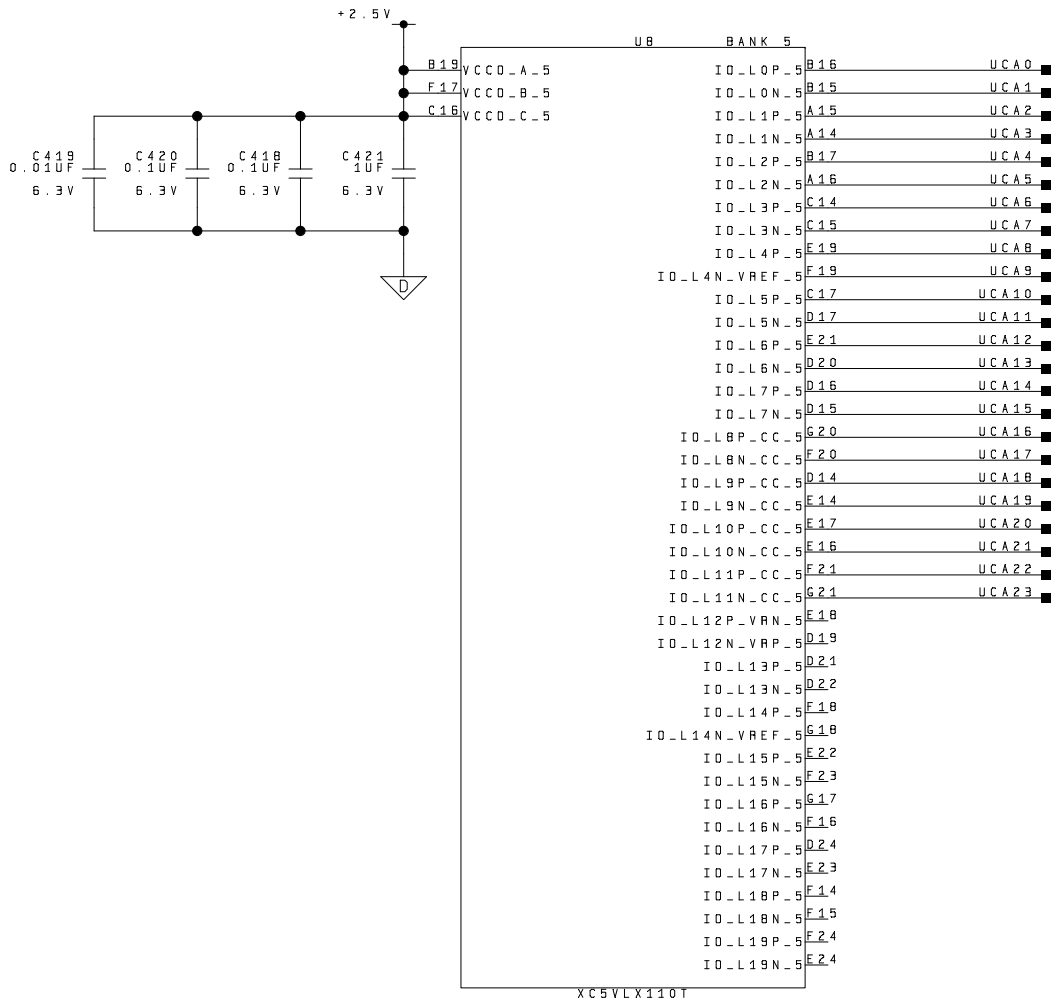 +2.5V
U8 BANK 5
B19 VCCO_A_5 IO_L0P_5 B16 UCA0
F17 VCCO_B_5 IO_L0N_5 B15 UCA1
C16 VCCO_C_5 IO_L1P_5 A15 UCA2
IO_L1N_5 A14 UCA3
C419 C420 C418 C421
0.01UF 0.1UF 0.1UF 1UF
6.3V 6.3V 6.3V 6.3V
IO_L2P_5 B17 UCA4
IO_L2N_5 A16 UCA5
IO_L3P_5 C14 UCA6
IO_L3N_5 C15 UCA7
IO_L4P_5 E19 UCA8
IO_L4N_VREF_5 F19 UCA9
D
IO_L5P_5 C17 UCA10
IO_L5N_5 D17 UCA11
IO_L6P_5 E21 UCA12
IO_L6N_5 D20 UCA13
IO_L7P_5 D16 UCA14
IO_L7N_5 D15 UCA15
IO_L8P_CC_5 G20 UCA16
IO_L8N_CC_5 F20 UCA17
IO_L9P_CC_5 D14 UCA18
IO_L9N_CC_5 E14 UCA19
IO_L10P_CC_5 E17 UCA20
IO_L10N_CC_5 E16 UCA21
IO_L11P_CC_5 F21 UCA22
IO_L11N_CC_5 G21 UCA23
IO_L12P_VRN_5 E18
IO_L12N_VRP_5 D19
IO_L13P_5 D21
IO_L13N_5 D22
IO_L14P_5 F18
IO_L14N_VREF_5 G18
IO_L15P_5 E22
IO_L15N_5 F23
IO_L16P_5 G17
IO_L16N_5 F16
IO_L17P_5 D24
IO_L17N_5 E23
IO_L18P_5 F14
IO_L18N_5 F15
IO_L19P_5 F24
IO_L19N_5 E24
XC5VLX110T